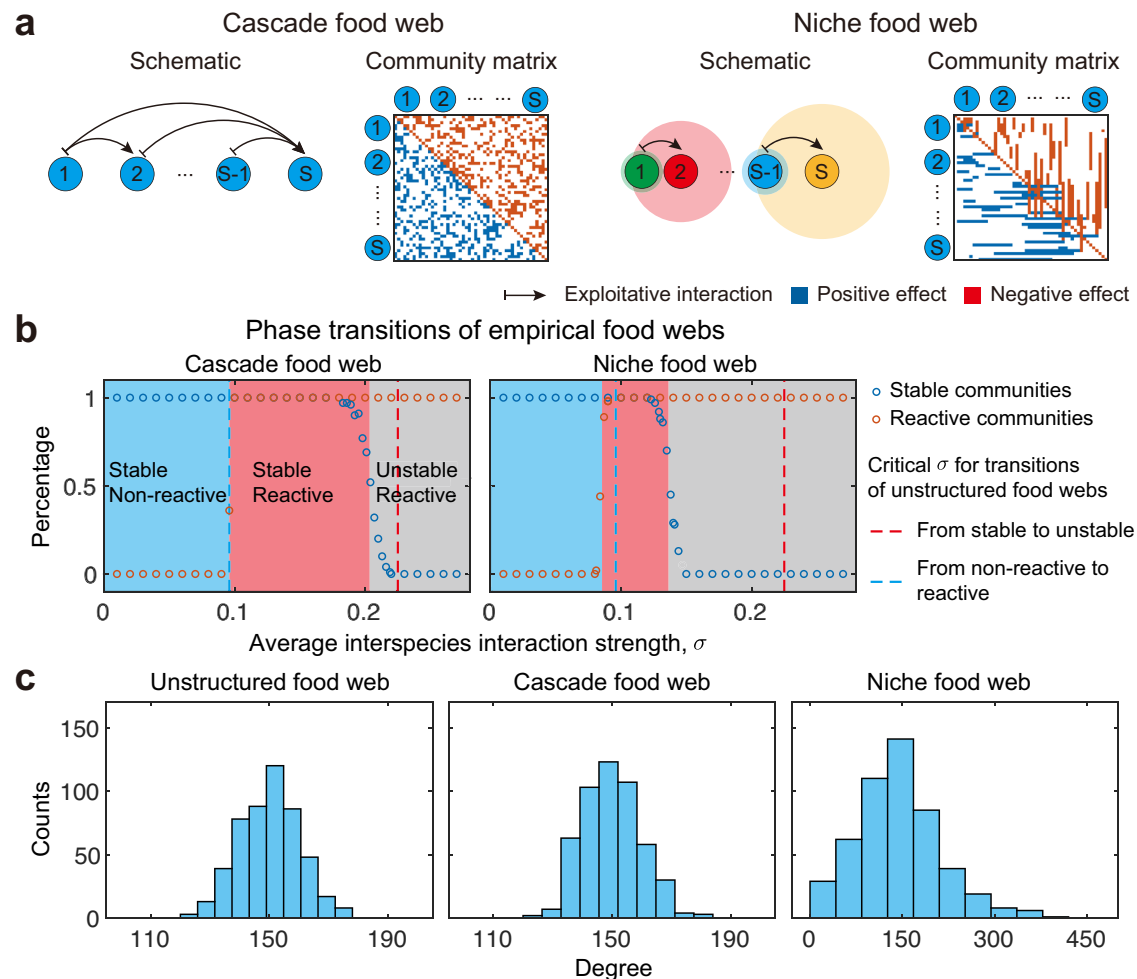 a
Cascade food web
Niche food web
Schematic
Community matrix
Schematic
Community matrix
1 2 ··· ··· S
1 2 ··· ··· S
1 2 ··· S-1 S
1
2
S
1 2 ··· S-1 S
1
2
S
Exploitative interaction
Positive effect
Negative effect
b
Phase transitions of empirical food webs
Cascade food web
Niche food web
Percentage
1
0.5
0
Stable
Non-reactive
Stable
Reactive
Unstable
Reactive
0 0.1 0.2
0 0.1 0.2
Average interspecies interaction strength, σ
Stable communities
Reactive communities
Critical σ for transitions
of unstructured food webs
From stable to unstable
From non-reactive to
reactive
c
Unstructured food web
Cascade food web
Niche food web
Counts
150
100
50
0
110 150 190
110 150 190
0 150 300 450
Degree